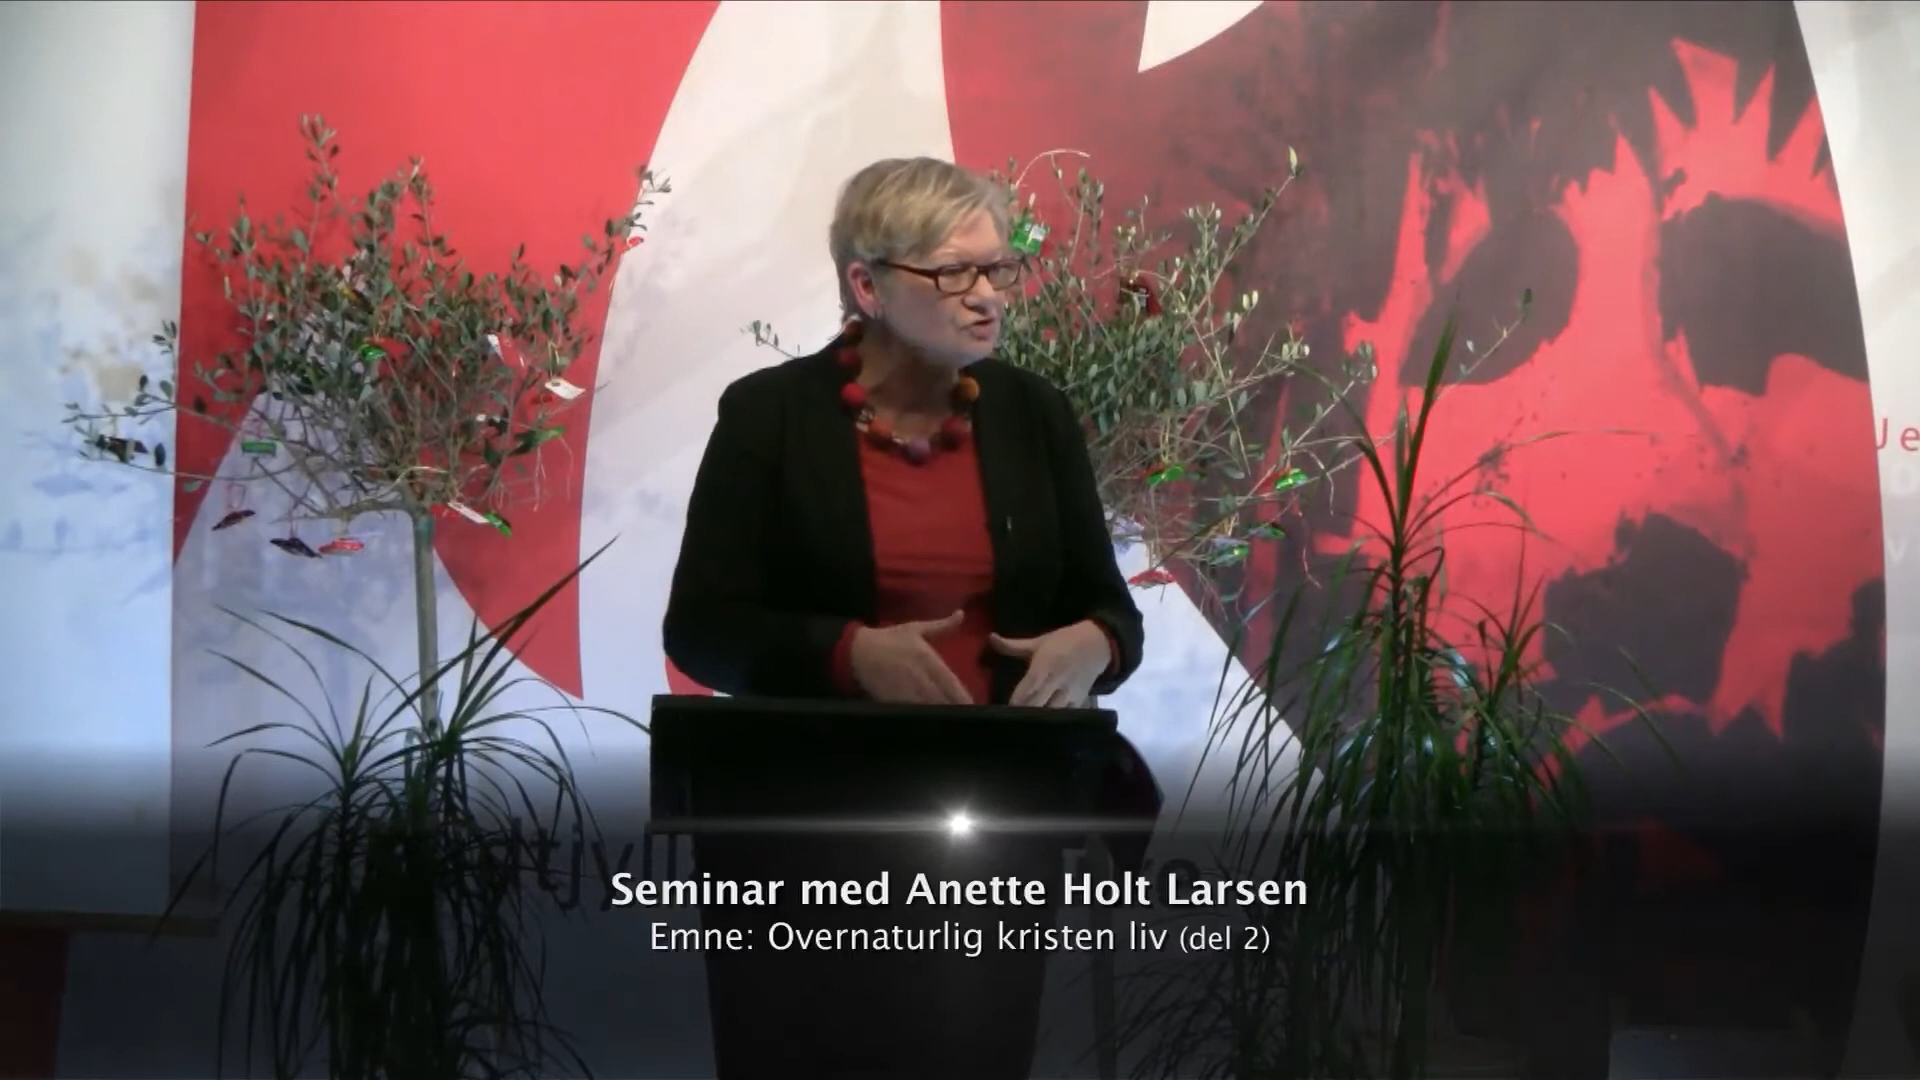 Seminar med Anette Holt Larsen
Emne: Overnaturlig kristen liv (del 2)